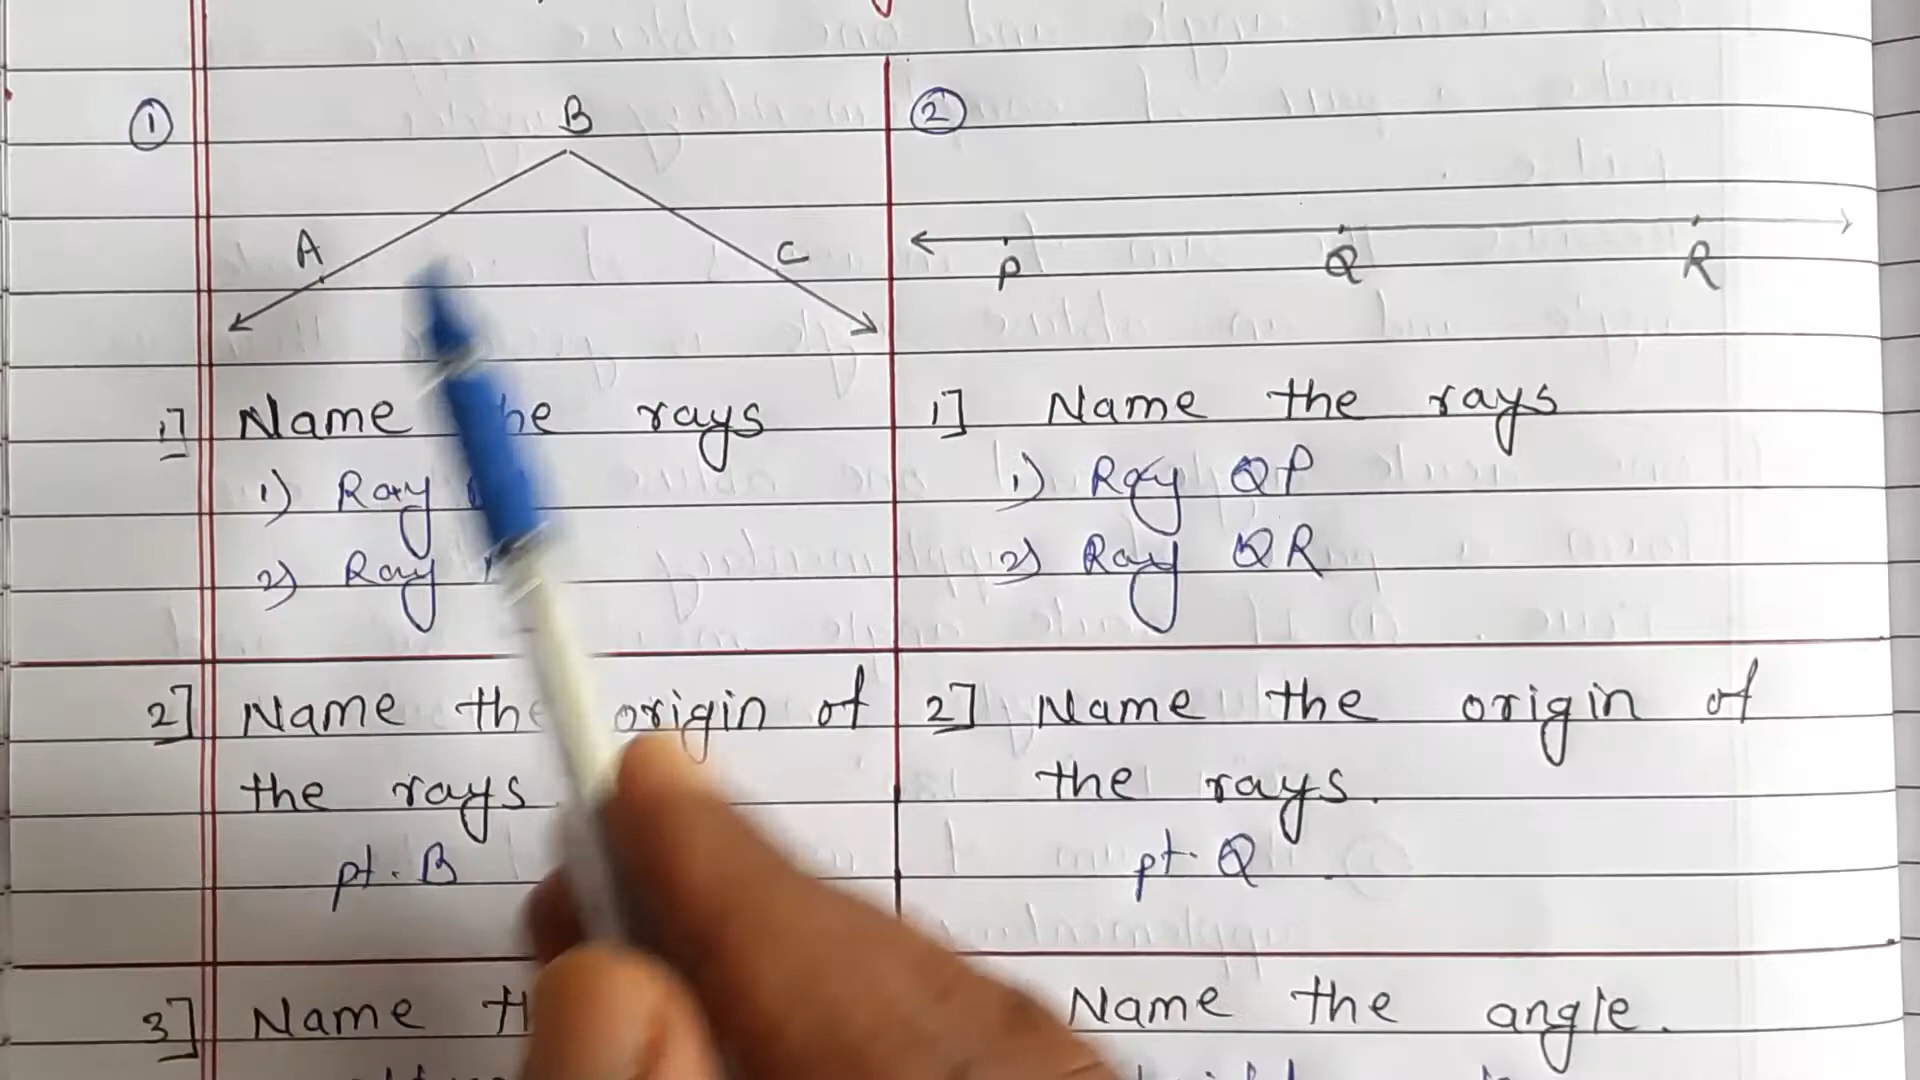 ①
B
A
C
1] Name he rays
1) Ray
2) Ray
2] Name the origin of
the rays
pt. B
3] Name
②
P Q R
1] Name the rays
1) Ray QP
2) Ray QR
2] Name the origin of
the rays.
pt. Q
Name the angle.